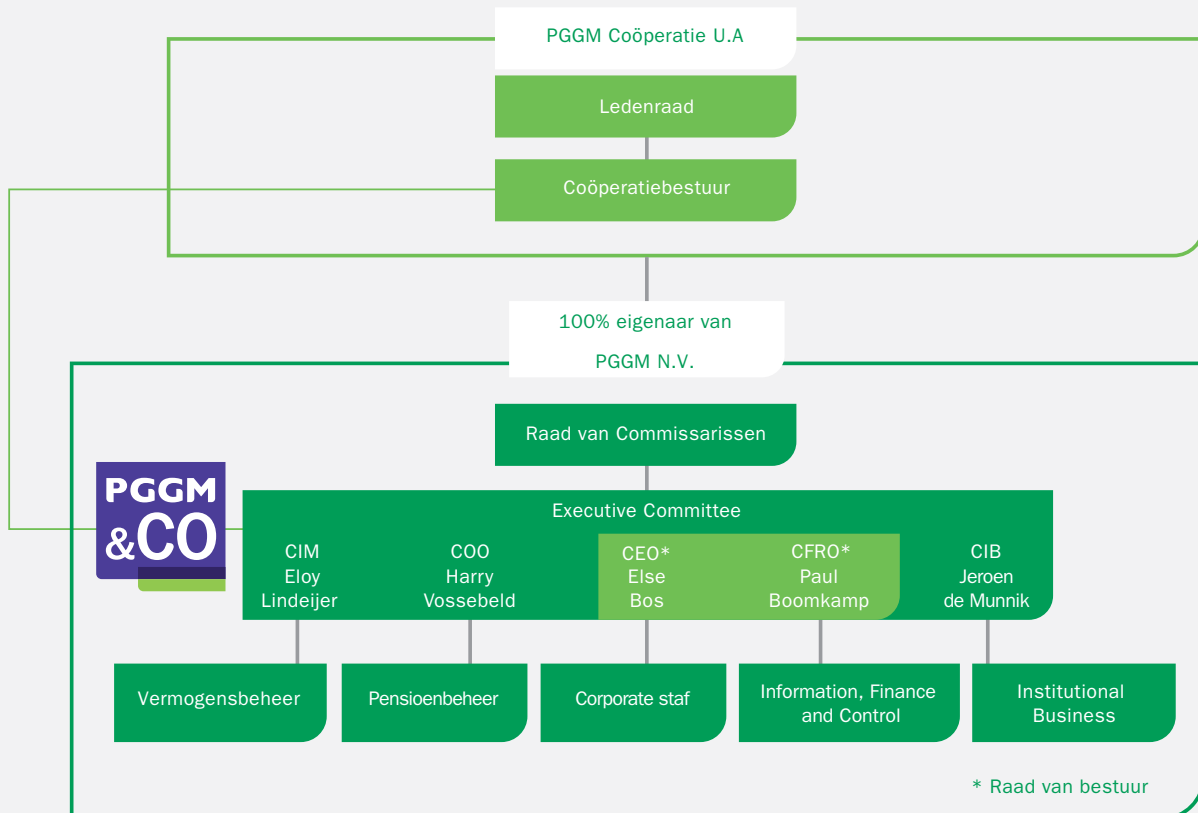 PGGM Coöperatie U.A
Ledenraad
Coöperatiebestuur
100% eigenaar van
PGGM N.V.
Raad van Commissarissen
PGGM
&CO
Executive Committee
CIM
Eloy
Lindeijer
COO
Harry
Vossebeld
CEO*
Else
Bos
CFRO*
Paul
Boomkamp
CIB
Jeroen
de Munnik
Vermogensbeheer
Pensioenbeheer
Corporate staf
Information, Finance
and Control
Institutional
Business
* Raad van bestuur